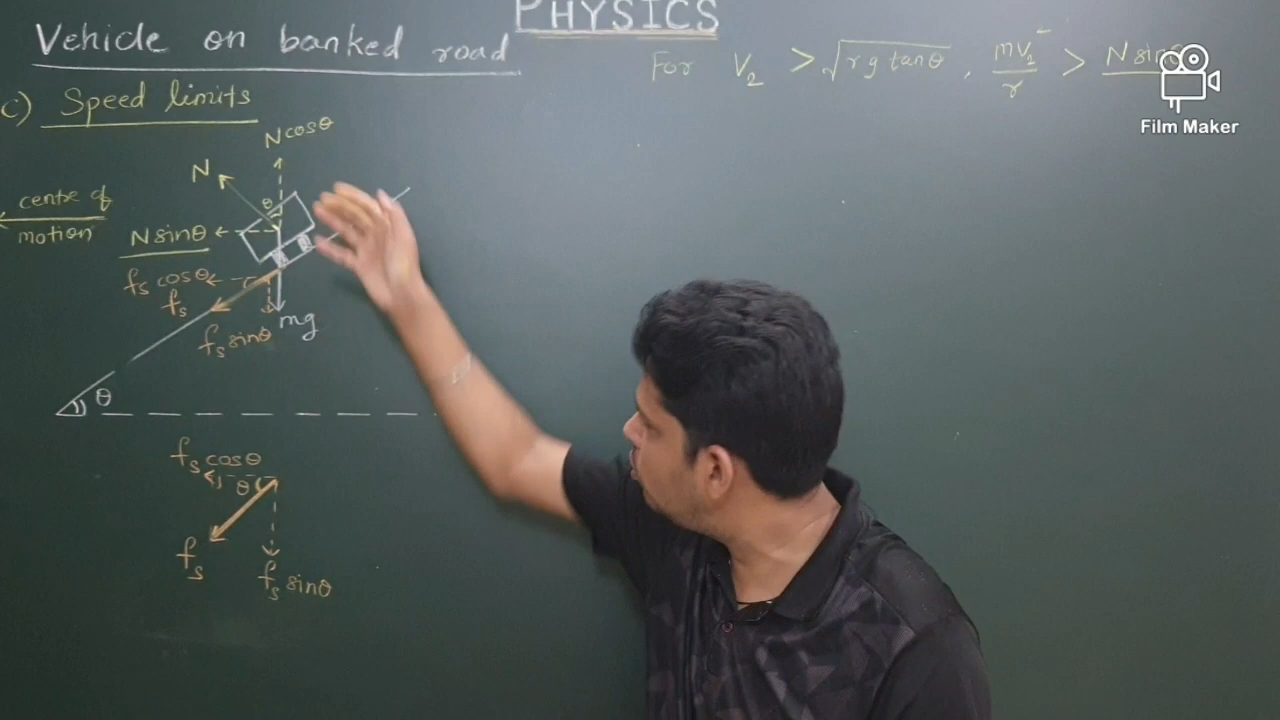 PHYSICS
Vehicle on banked road
c) Speed limits
For V₂ > √rg tanθ , mV₂²/r > N sinθ
Film Maker
N cosθ
N
θ
centre of
motion
N sinθ
fs cosθ
fs
mg
fs sinθ
θ
fs cosθ
θ
fs
fs sinθ